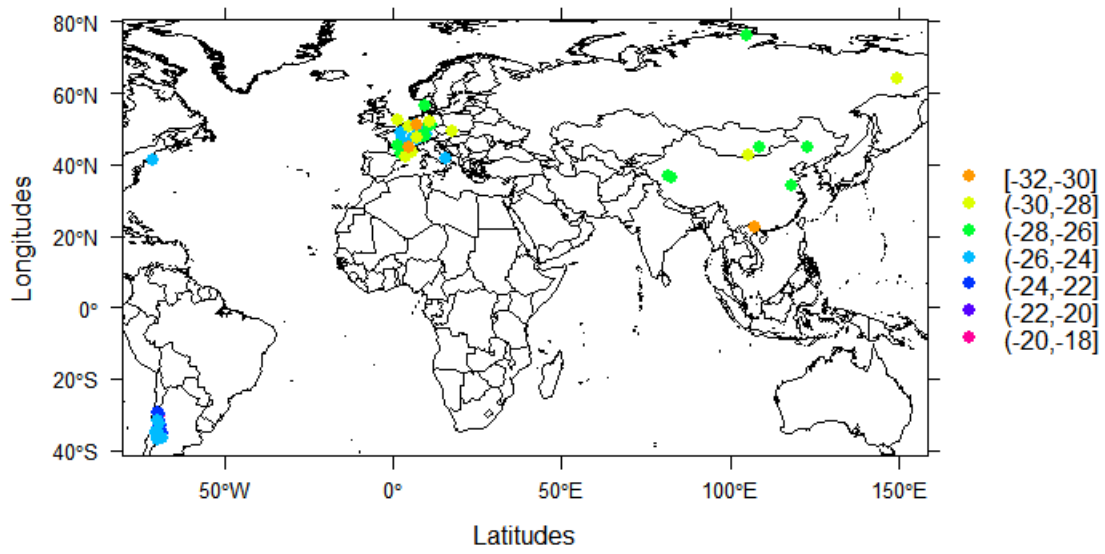 80°N
60°N
40°N
20°N
0°
20°S
40°S
Longitudes
50°W
0°
50°E
100°E
150°E
Latitudes
[-32,-30]
(-30,-28]
(-28,-26]
(-26,-24]
(-24,-22]
(-22,-20]
(-20,-18]